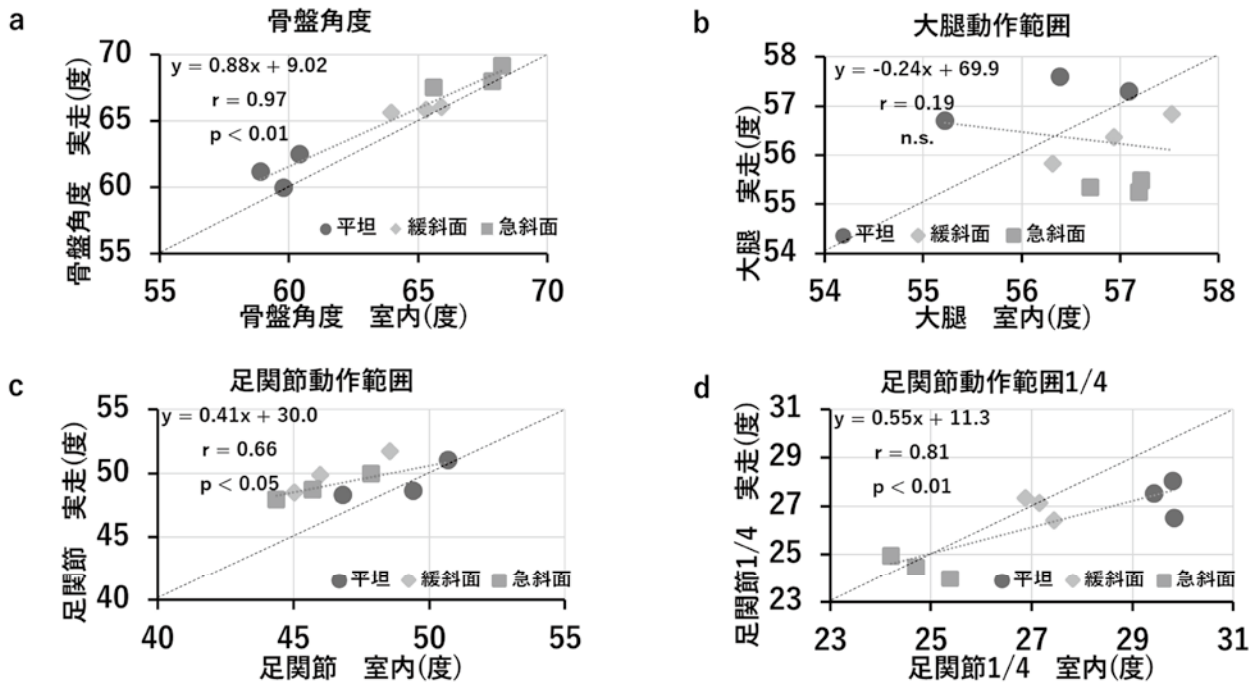 a
骨盤角度
y = 0.88x + 9.02
r = 0.97
p < 0.01
骨盤角度 実走(度)
70
65
60
55
平坦 緩斜面 急斜面
55 60 65 70
骨盤角度 室内(度)
b
大腿動作範囲
y = -0.24x + 69.9
r = 0.19
n.s.
大腿 実走(度)
58
57
56
55
54
平坦 緩斜面 急斜面
54 55 56 57 58
大腿 室内(度)
c
足関節動作範囲
y = 0.41x + 30.0
r = 0.66
p < 0.05
足関節 実走(度)
55
50
45
40
平坦 緩斜面 急斜面
40 45 50 55
足関節 室内(度)
d
足関節動作範囲1/4
y = 0.55x + 11.3
r = 0.81
p < 0.01
足関節1/4 実走(度)
31
29
27
25
23
平坦 緩斜面 急斜面
23 25 27 29 31
足関節1/4 室内(度)